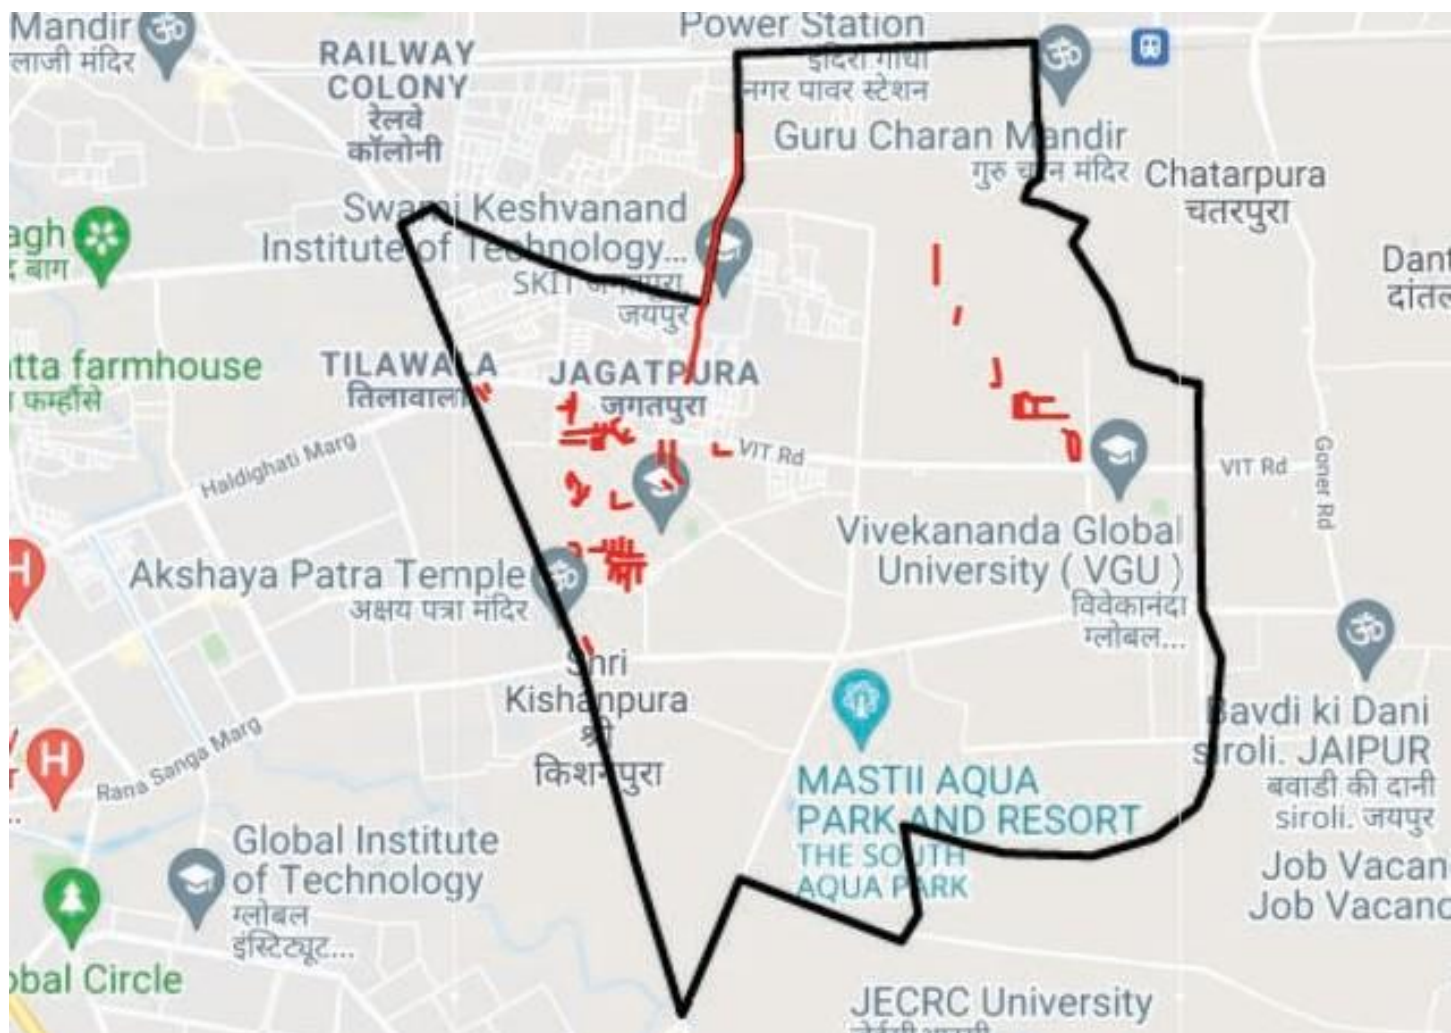 Mandir
लाजी मंदिर
RAILWAY
COLONY
रेलवे
कॉलोनी
Power Station
इंदिरा गांधी
नगर पावर स्टेशन
Guru Charan Mandir
गुरु चरन मंदिर
Chatarpura
चतरपुरा
agh
द बाग
Swami Keshvanand
Institute of Technology...
SKIT जगतपुरा,
जयपुर
Dant
दांतल
atta farmhouse
फार्महौसे
TILAWALA
तिलावाला
JAGATPURA
जगतपुरा
Haldighati Marg
VIT Rd
VIT Rd
Goner Rd
H
Akshaya Patra Temple
अक्षय पत्रा मंदिर
Vivekananda Global
University ( VGU )
विवेकानंदा
ग्लोबल...
Shri
Kishanpura
श्री
किशनपुरा
Rana Sanga Marg
H
Bavdi ki Dani
siroli. JAIPUR
बवाडी की दानी
siroli. जयपुर
MASTII AQUA
PARK AND RESORT
THE SOUTH
AQUA PARK
Global Institute
of Technology
ग्लोबल
इंस्टिट्यूट...
Job Vacan
Job Vacanc
obal Circle
JECRC University